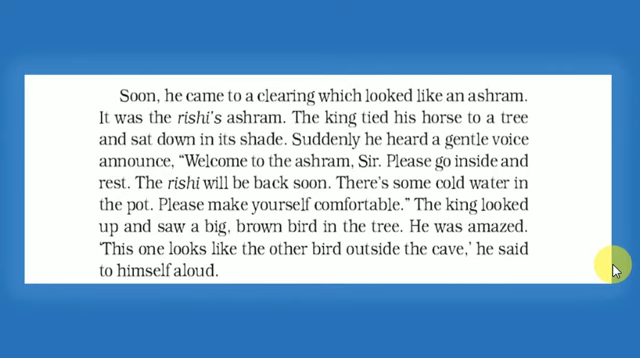 Soon, he came to a clearing which looked like an ashram.
It was the rishi's ashram. The king tied his horse to a tree
and sat down in its shade. Suddenly he heard a gentle voice
announce, “Welcome to the ashram, Sir. Please go inside and
rest. The rishi will be back soon. There's some cold water in
the pot. Please make yourself comfortable.” The king looked
up and saw a big, brown bird in the tree. He was amazed.
‘This one looks like the other bird outside the cave,’ he said
to himself aloud.